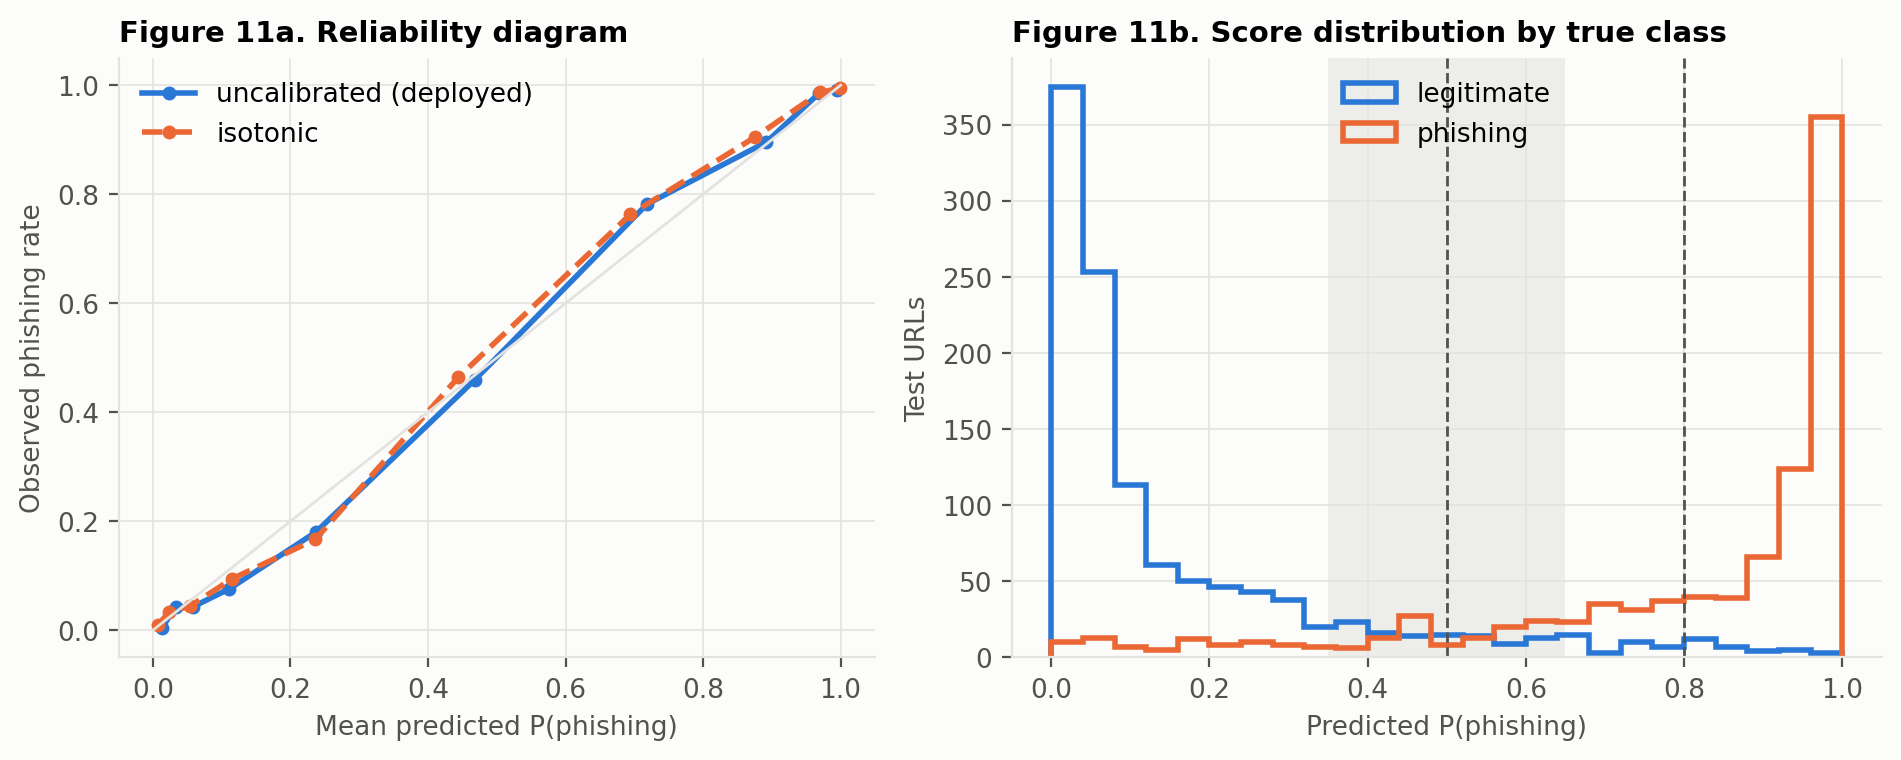 Figure 11a. Reliability diagram
uncalibrated (deployed)
isotonic
1.0
0.8
0.6
0.4
0.2
0.0
Observed phishing rate
0.0 0.2 0.4 0.6 0.8 1.0
Mean predicted P(phishing)
Figure 11b. Score distribution by true class
legitimate
phishing
350
300
250
200
150
100
50
0
Test URLs
0.0 0.2 0.4 0.6 0.8 1.0
Predicted P(phishing)